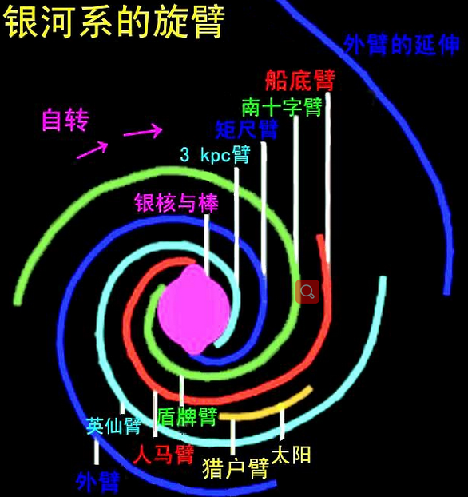 银河系的旋臂
外臂的延伸
船底臂
南十字臂
自转
矩尺臂
3 kpc臂
银核与棒
英仙臂
盾牌臂
人马臂
猎户臂
太阳
外臂